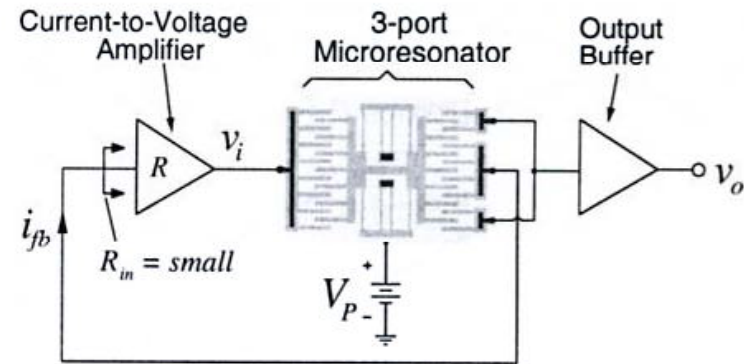 Current-to-Voltage
Amplifier
3-port
Microresonator
Output
Buffer
R
v_i
v_o
i_fb
R_in = small
+
V_P
-